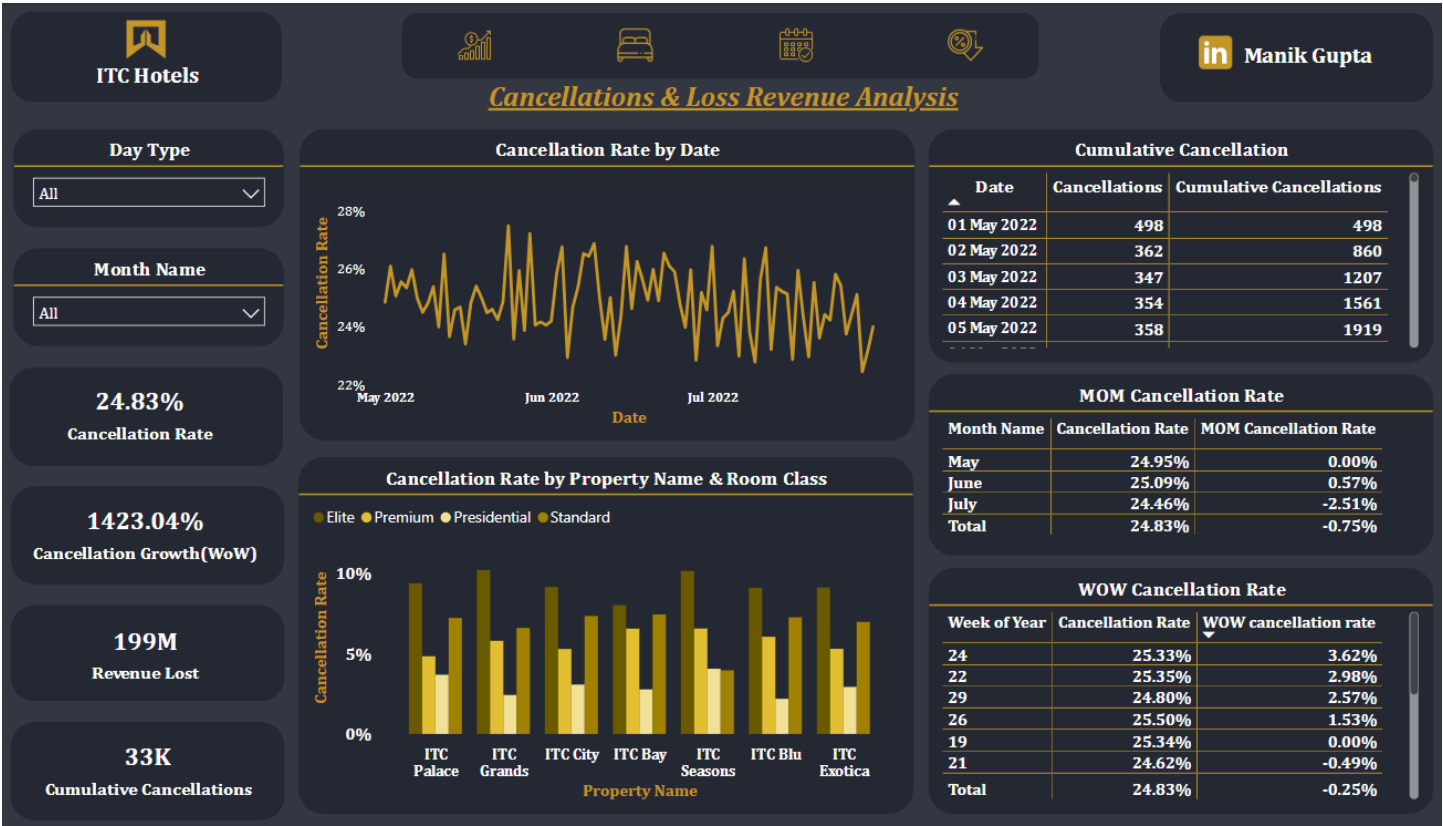 ITC Hotels
in Manik Gupta
Cancellations & Loss Revenue Analysis
Day Type
All
Month Name
All
24.83%
Cancellation Rate
1423.04%
Cancellation Growth(WoW)
199M
Revenue Lost
33K
Cumulative Cancellations
Cancellation Rate by Date
Cancellation Rate
28%
26%
24%
22%
May 2022 Jun 2022 Jul 2022
Date
Cancellation Rate by Property Name & Room Class
Elite Premium Presidential Standard
Cancellation Rate
10%
5%
0%
ITC Palace
ITC Grands
ITC City
ITC Bay
ITC Seasons
ITC Blu
ITC Exotica
Property Name
Cumulative Cancellation
Date Cancellations Cumulative Cancellations
01 May 2022 498 498
02 May 2022 362 860
03 May 2022 347 1207
04 May 2022 354 1561
05 May 2022 358 1919
MOM Cancellation Rate
Month Name Cancellation Rate MOM Cancellation Rate
May 24.95% 0.00%
June 25.09% 0.57%
July 24.46% -2.51%
Total 24.83% -0.75%
WOW Cancellation Rate
Week of Year Cancellation Rate WOW cancellation rate
24 25.33% 3.62%
22 25.35% 2.98%
29 24.80% 2.57%
26 25.50% 1.53%
19 25.34% 0.00%
21 24.62% -0.49%
Total 24.83% -0.25%